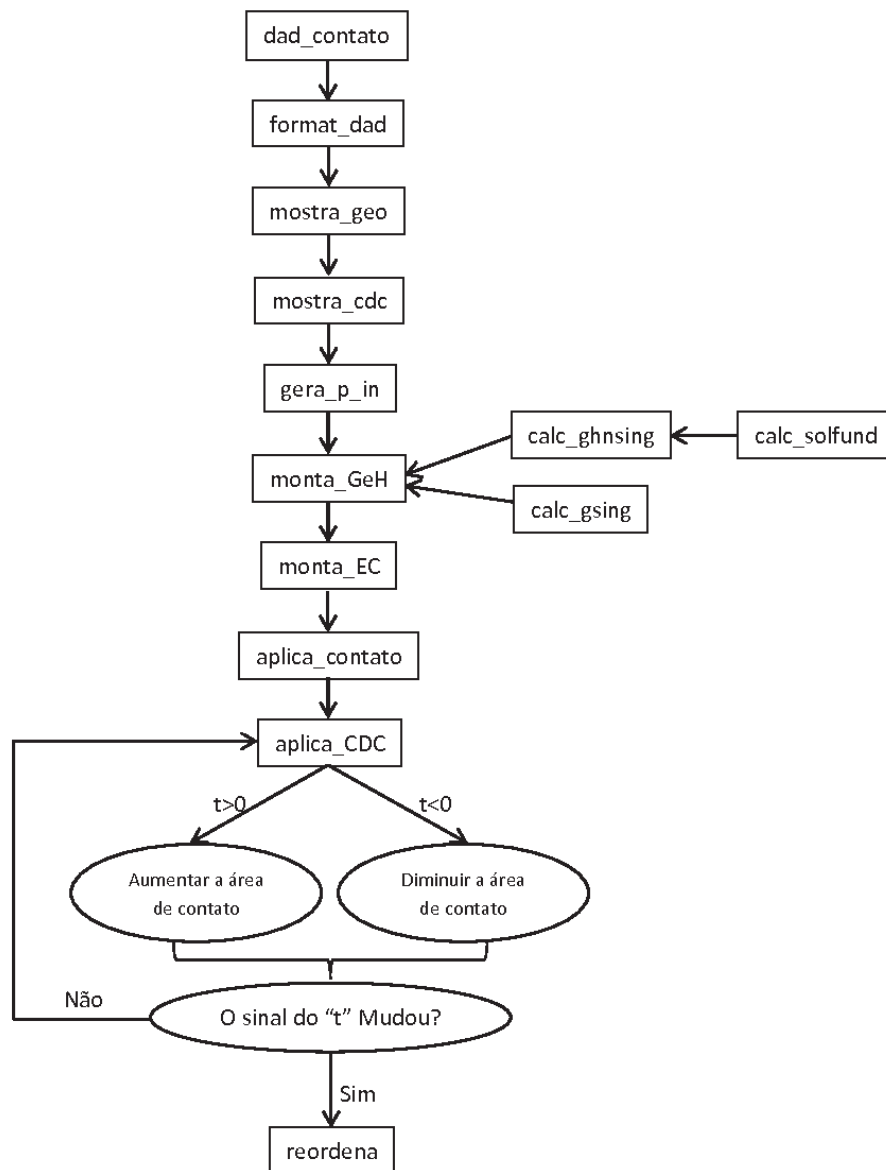 dad_contato
format_dad
mostra_geo
mostra_cdc
gera_p_in
calc_ghnsing
calc_solfund
monta_GeH
calc_gsing
monta_EC
aplica_contato
aplica_CDC
t>0
t<0
Aumentar a área
de contato
Diminuir a área
de contato
Não
O sinal do “t” Mudou?
Sim
reordena